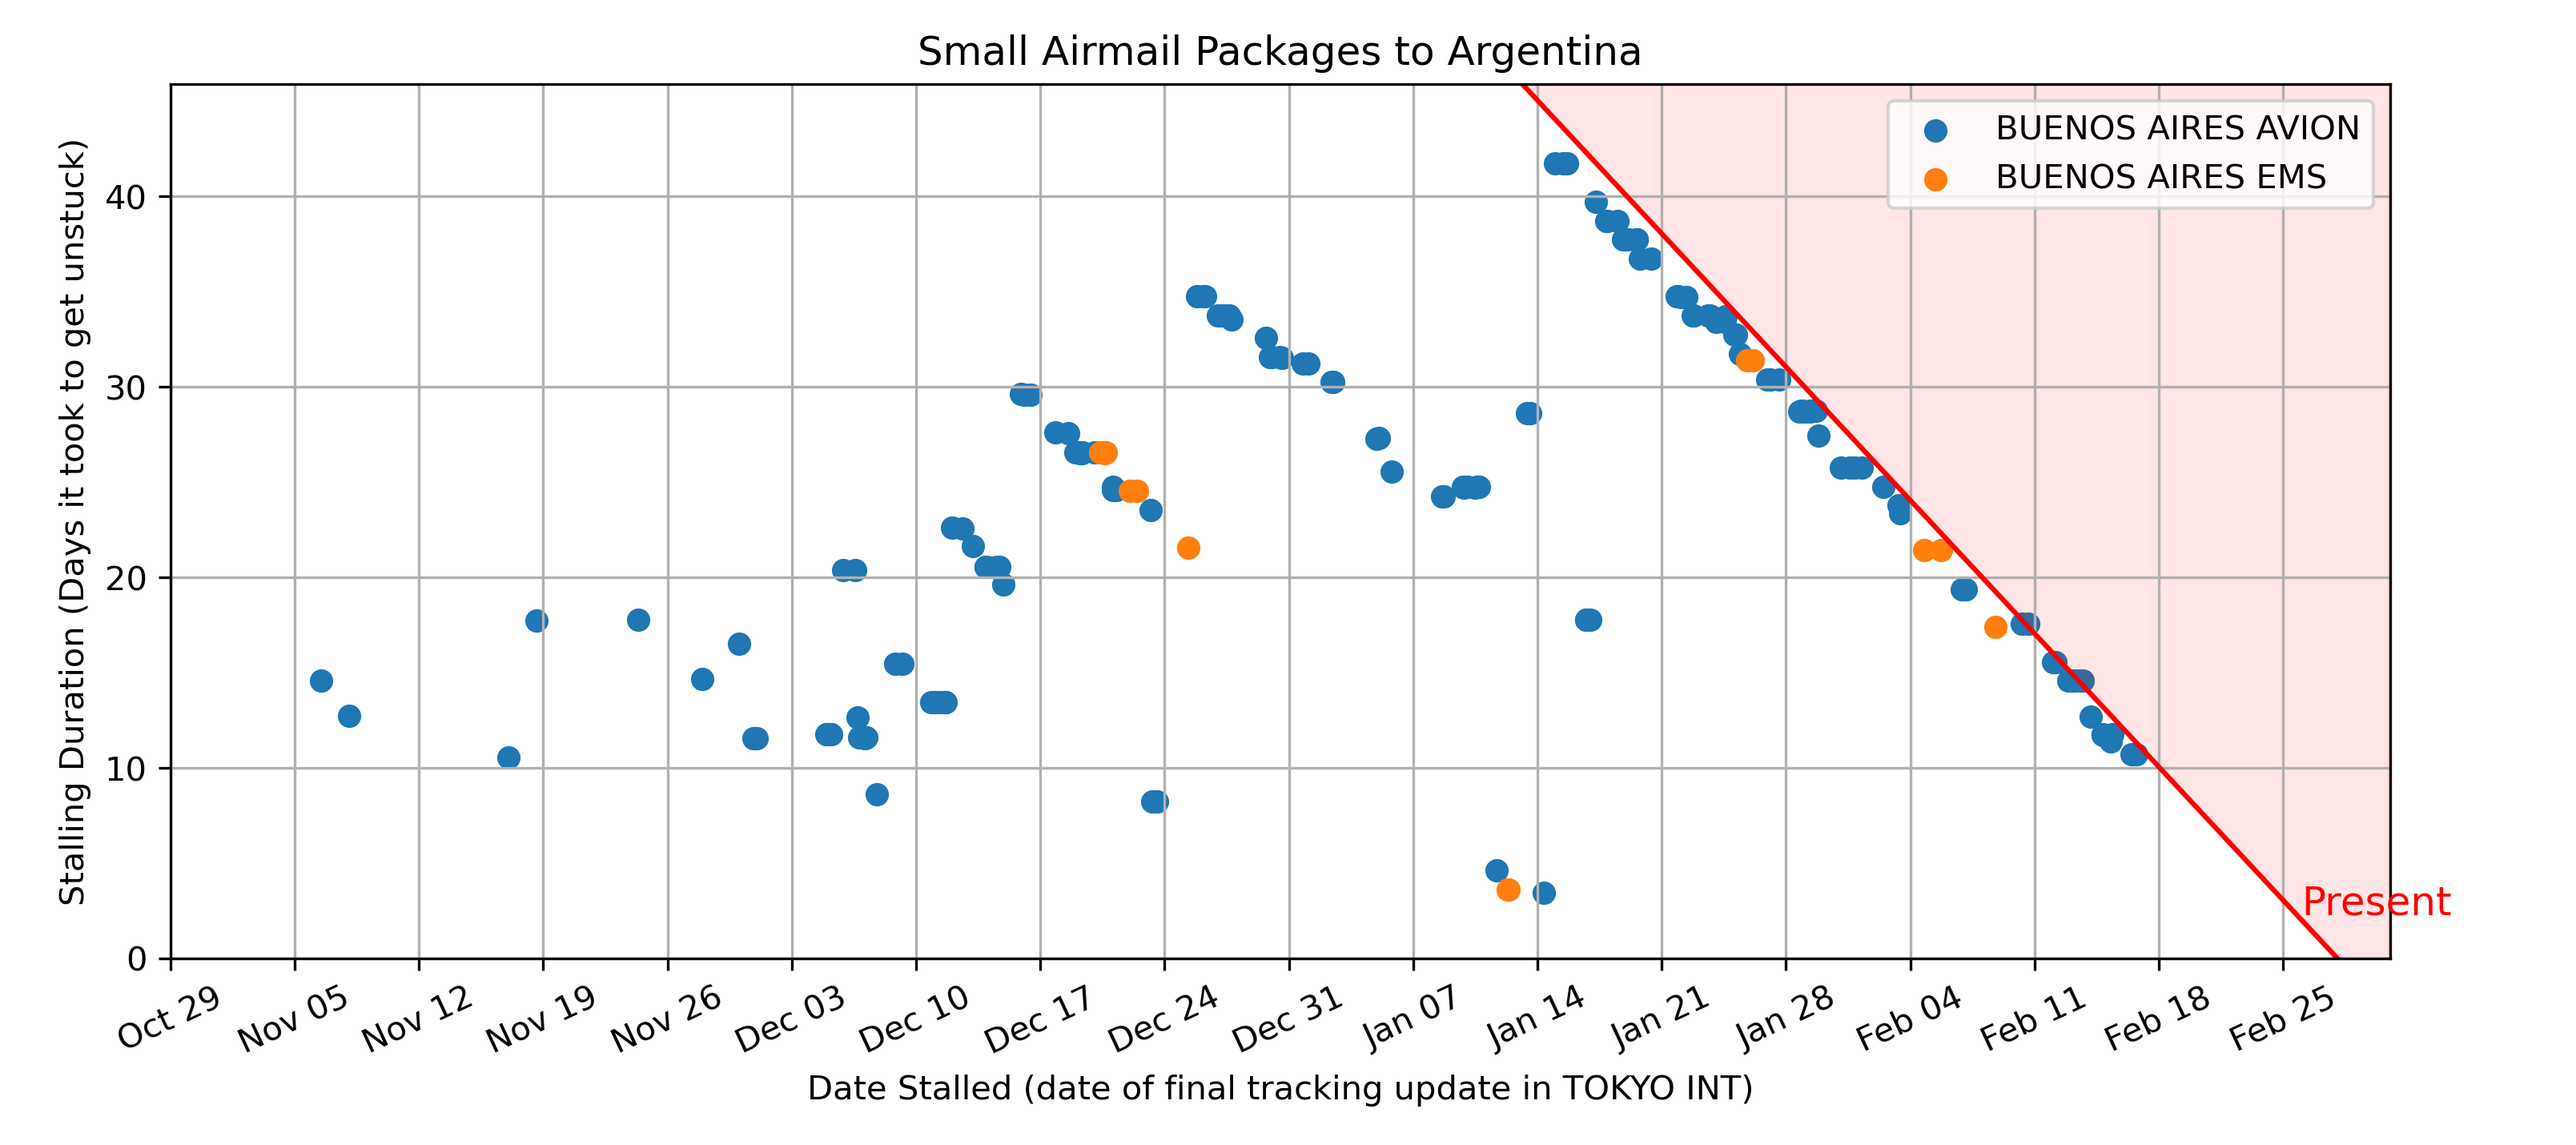 Small Airmail Packages to Argentina
BUENOS AIRES AVION
BUENOS AIRES EMS
Stalling Duration (Days it took to get unstuck)
40
30
20
10
0
Present
Oct 29
Nov 05
Nov 12
Nov 19
Nov 26
Dec 03
Dec 10
Dec 17
Dec 24
Dec 31
Jan 07
Jan 14
Jan 21
Jan 28
Feb 04
Feb 11
Feb 18
Feb 25
Date Stalled (date of final tracking update in TOKYO INT)